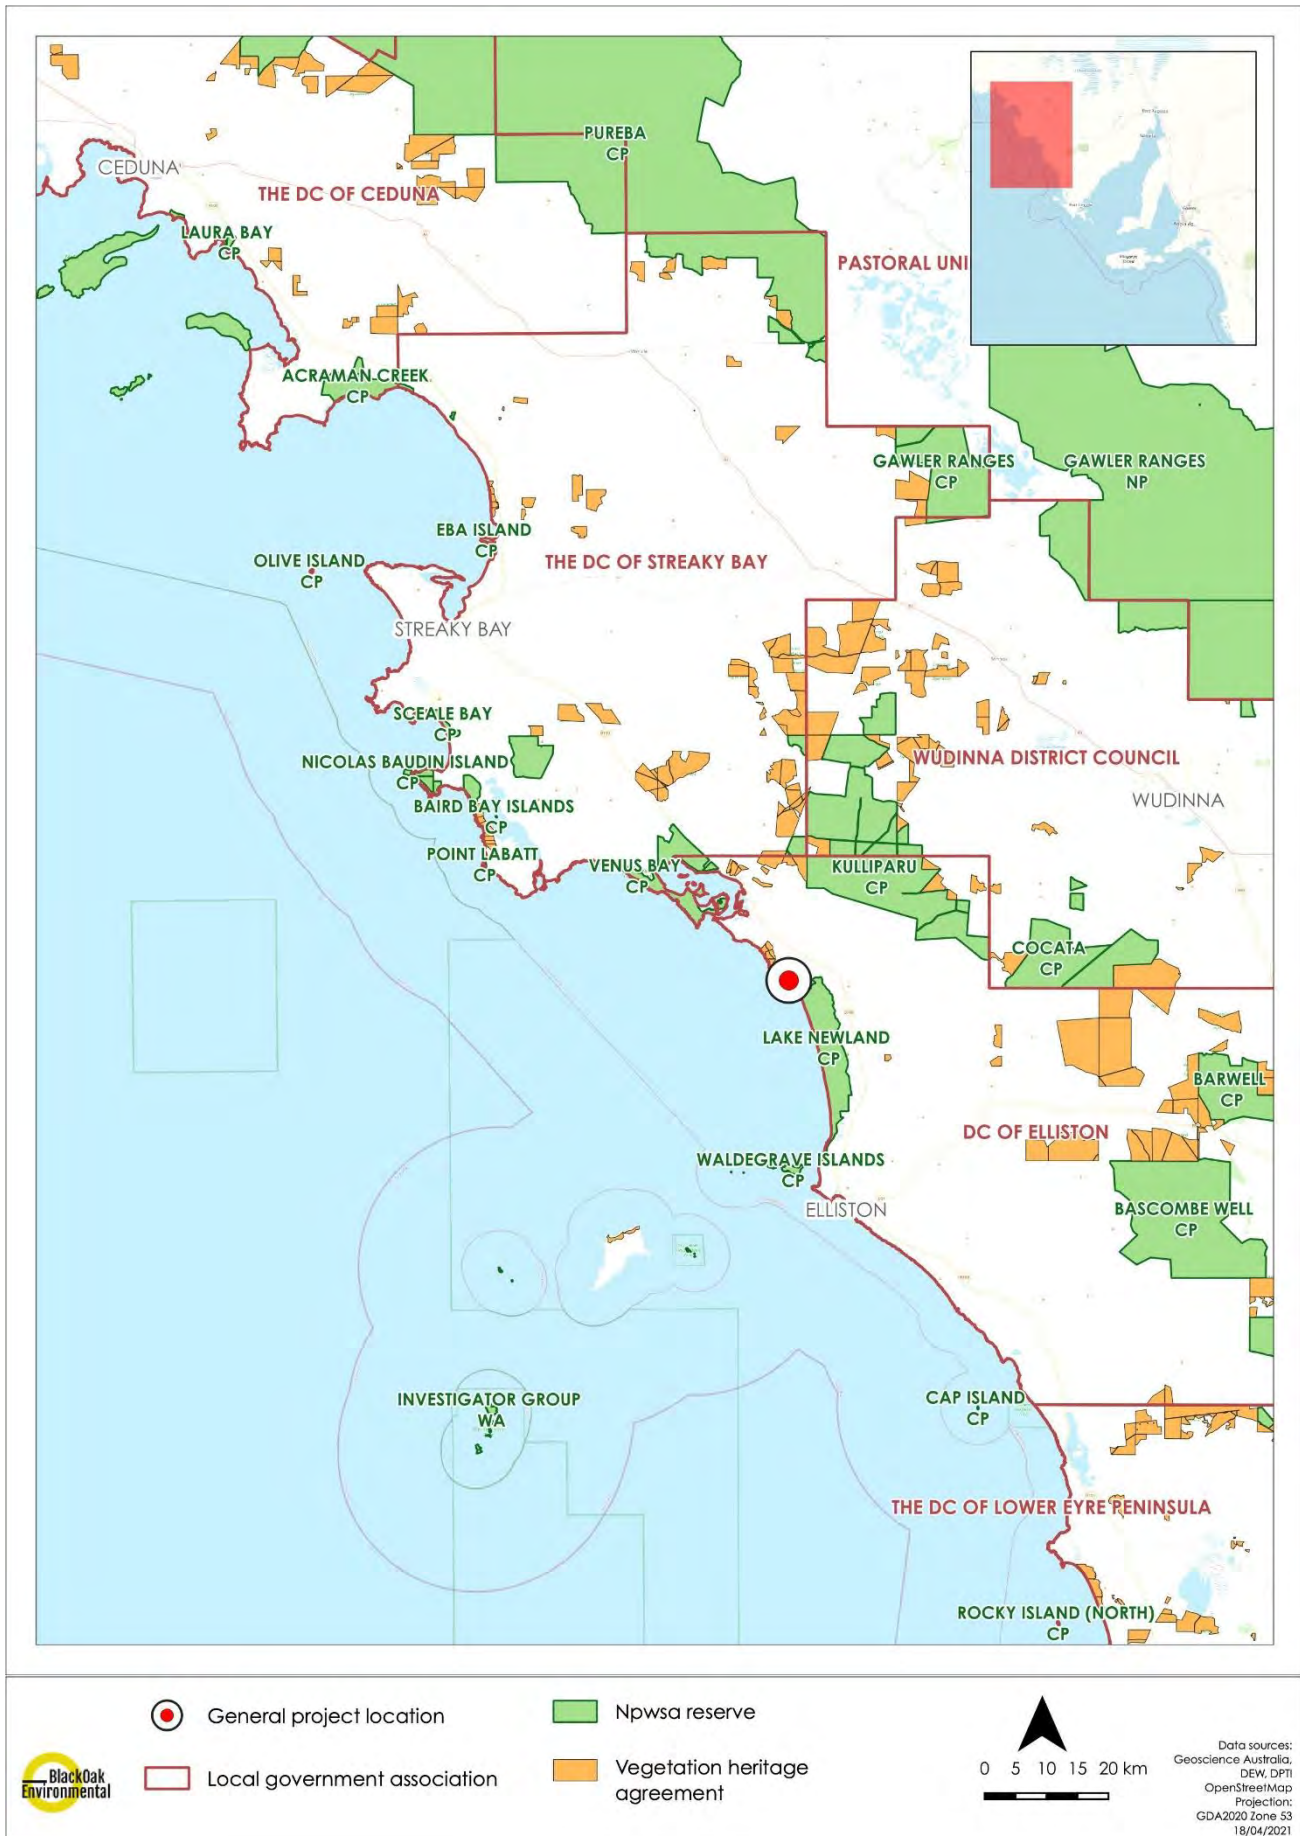 PUREBA
CP
CEDUNA
THE DC OF CEDUNA
LAURA BAY
CP
PASTORAL UNI
ACRAMAN CREEK
CP
GAWLER RANGES
CP
GAWLER RANGES
NP
EBA ISLAND
CP
OLIVE ISLAND
CP
THE DC OF STREAKY BAY
STREAKY BAY
SCEALE BAY
CP
NICOLAS BAUDIN ISLAND
CP
WUDINNA DISTRICT COUNCIL
BAIRD BAY ISLANDS
CP
WUDINNA
POINT LABATT
CP
VENUS BAY
CP
KULLIPARU
CP
COCATA
CP
LAKE NEWLAND
CP
BARWELL
CP
DC OF ELLISTON
WALDEGRAVE ISLANDS
CP
ELLISTON
BASCOMBE WELL
CP
INVESTIGATOR GROUP
WA
CAP ISLAND
CP
THE DC OF LOWER EYRE PENINSULA
ROCKY ISLAND (NORTH)
CP
General project location
Local government association
Npwsa reserve
Vegetation heritage
agreement
0 5 10 15 20 km
BlackOak
Environmental
Data sources:
Geoscience Australia,
DEW, DPTI
OpenStreetMap
Projection:
GDA2020 Zone 53
18/04/2021